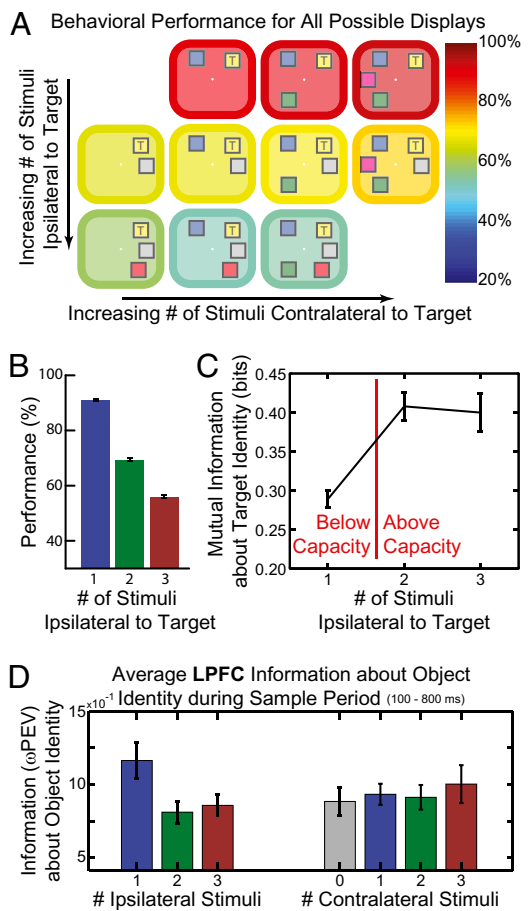 A
Behavioral Performance for All Possible Displays
Increasing # of Stimuli
Ipsilateral to Target
T T T
T T T T
T T T
100%
80%
60%
40%
20%
Increasing # of Stimuli Contralateral to Target
B
Performance (%)
100
80
60
40
1 2 3
# of Stimuli
Ipsilateral to Target
C
Mutual Information
about Target Identity (bits)
0.45
0.40
0.30
0.20
Below
Capacity
Above
Capacity
1 2 3
# of Stimuli
Ipsilateral to Target
D
Average LPFC Information about Object
Identity during Sample Period (100 - 800 ms)
Information (ωPEV)
about Object Identity
x10⁻¹
15
10
5
1 2 3
# Ipsilateral Stimuli
0 1 2 3
# Contralateral Stimuli